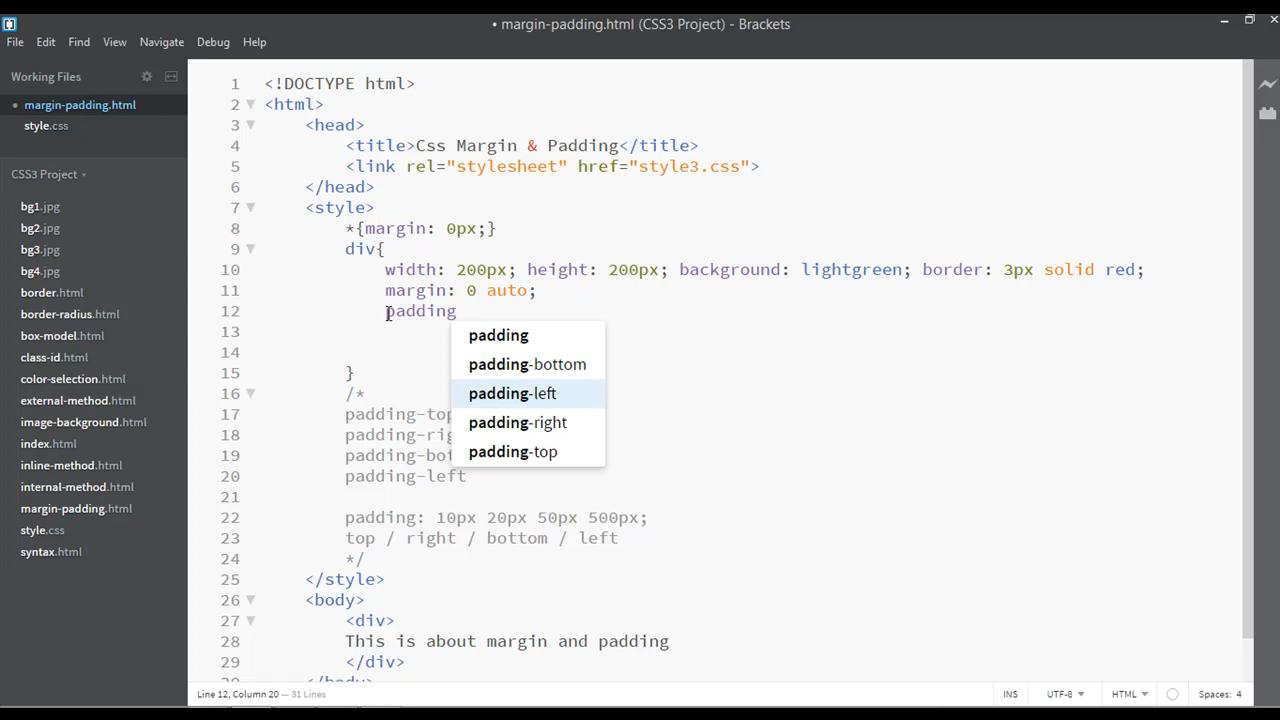 • margin-padding.html (CSS3 Project) - Brackets
File Edit Find View Navigate Debug Help
Working Files
• margin-padding.html
style.css
CSS3 Project
bg1.jpg
bg2.jpg
bg3.jpg
bg4.jpg
border.html
border-radius.html
box-model.html
class-id.html
color-selection.html
external-method.html
image-background.html
index.html
inline-method.html
internal-method.html
margin-padding.html
style.css
syntax.html
1 <!DOCTYPE html>
2 <html>
3 <head>
4 <title>Css Margin & Padding</title>
5 <link rel="stylesheet" href="style3.css">
6 </head>
7 <style>
8 *{margin: 0px;}
9 div{
10 width: 200px; height: 200px; background: lightgreen; border: 3px solid red;
11 margin: 0 auto;
12 padding
13
14
15 }
16 /*
17 padding-top
18 padding-rig
19 padding-bo
20 padding-left
21
22 padding: 10px 20px 50px 500px;
23 top / right / bottom / left
24 */
25 </style>
26 <body>
27 <div>
28 This is about margin and padding
29 </div>
padding
padding-bottom
padding-left
padding-right
padding-top
Line 12, Column 20 — 31 Lines
INS UTF-8 HTML Spaces: 4